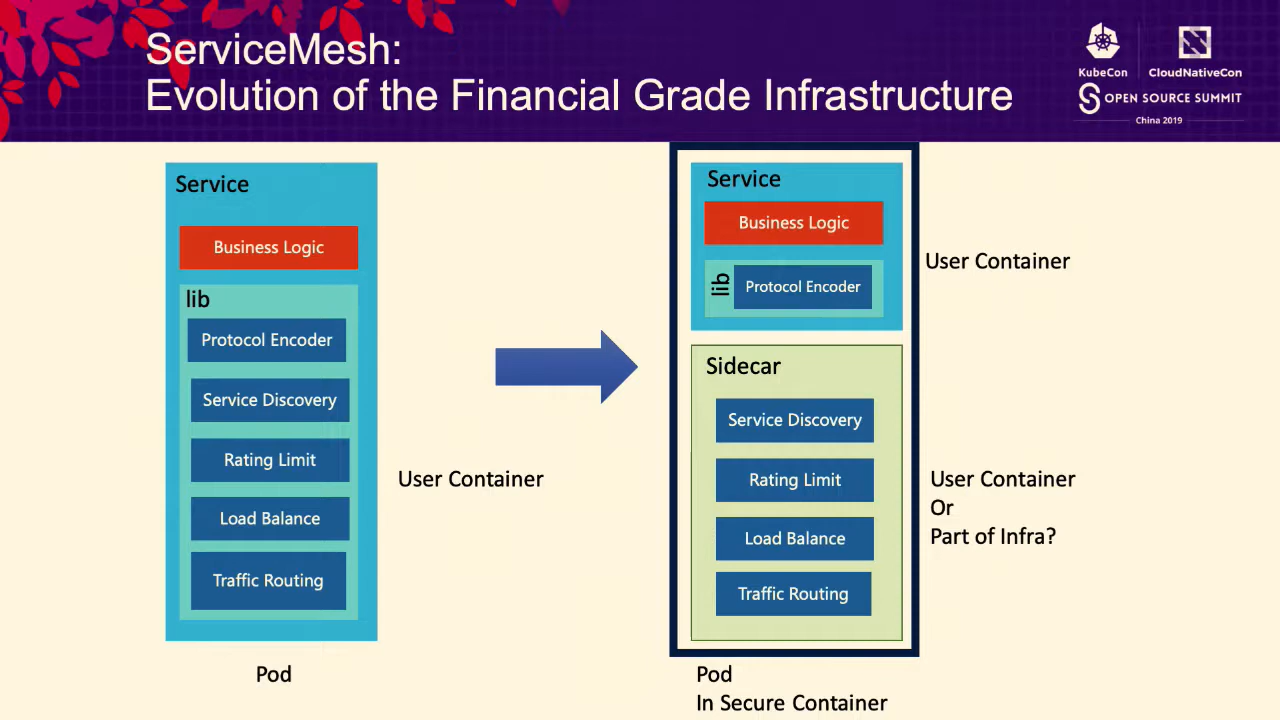 ServiceMesh:
Evolution of the Financial Grade Infrastructure
KubeCon
CloudNativeCon
OPEN SOURCE SUMMIT
China 2019
Service
Business Logic
lib
Protocol Encoder
Service Discovery
Rating Limit
Load Balance
Traffic Routing
User Container
Pod
Service
Business Logic
lib
Protocol Encoder
User Container
Sidecar
Service Discovery
Rating Limit
Load Balance
Traffic Routing
User Container
Or
Part of Infra?
Pod
In Secure Container